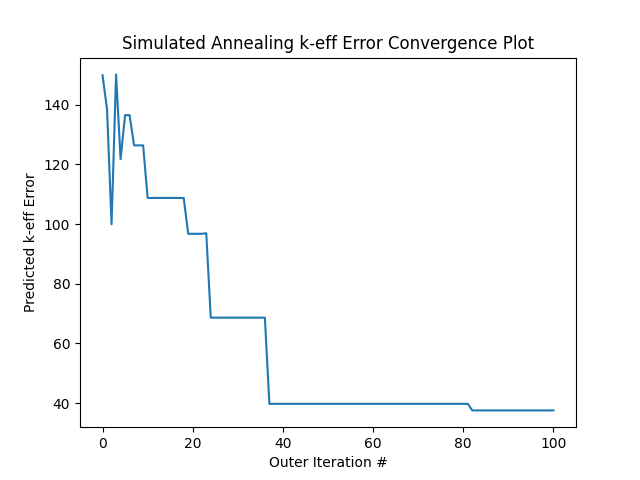 Simulated Annealing k-eff Error Convergence Plot
Predicted k-eff Error
140
120
100
80
60
40
0 20 40 60 80 100
Outer Iteration #